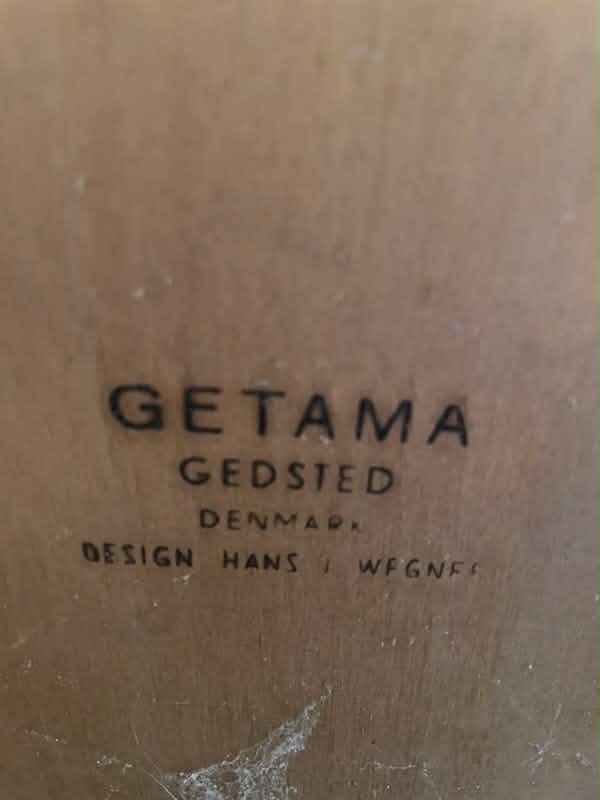 GETAMA
GEDSTED
DENMARK
DESIGN HANS J WEGNER